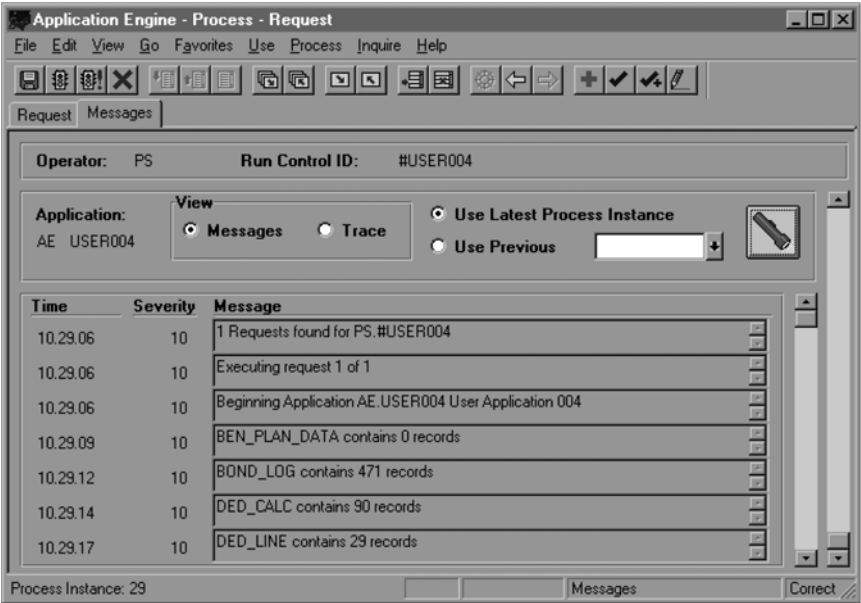 Application Engine - Process - Request
File Edit View Go Favorites Use Process Inquire Help
Request Messages
Operator: PS Run Control ID: #USER004
Application:
AE USER004
View
Messages Trace
Use Latest Process Instance
Use Previous
Time Severity Message
10.29.06 10 1 Requests found for PS.#USER004
10.29.06 10 Executing request 1 of 1
10.29.06 10 Beginning Application AE.USER004 User Application 004
10.29.09 10 BEN_PLAN_DATA contains 0 records
10.29.12 10 BOND_LOG contains 471 records
10.29.14 10 DED_CALC contains 90 records
10.29.17 10 DED_LINE contains 29 records
Process Instance: 29 Messages Correct